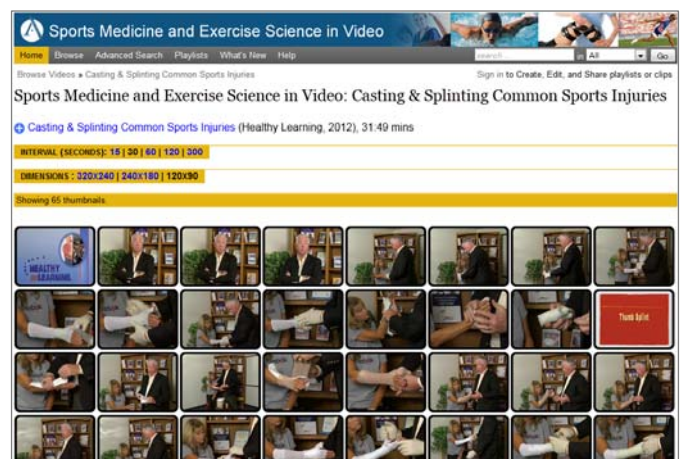 Sports Medicine and Exercise Science in Video
Home Browse Advanced Search Playlists What's New Help search... in All Go
Browse Videos » Casting & Splinting Common Sports Injuries Sign in to Create, Edit, and Share playlists or clips
Sports Medicine and Exercise Science in Video: Casting & Splinting Common Sports Injuries
Casting & Splinting Common Sports Injuries (Healthy Learning, 2012), 31:49 mins
INTERVAL (SECONDS): 15 | 30 | 60 | 120 | 300
DIMENSIONS : 320X240 | 240X180 | 120X90
Showing 65 thumbnails
HEALTHY LEARNING
Thumb Splint